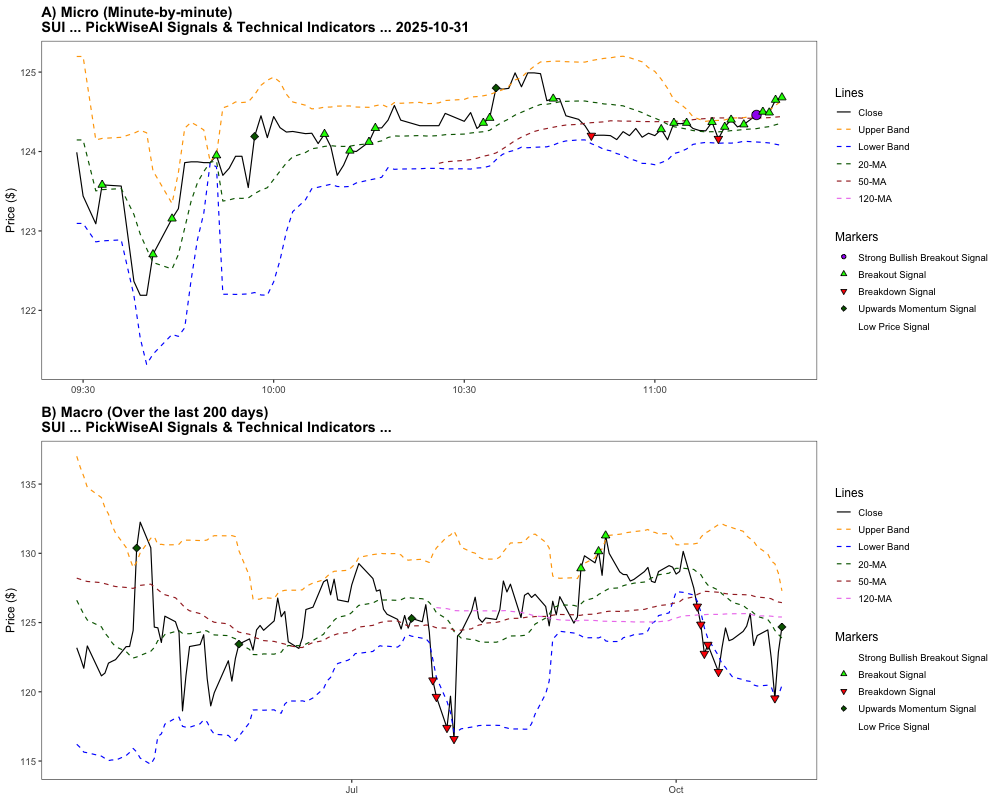 A) Micro (Minute-by-minute)
SUI ... PickWiseAI Signals & Technical Indicators ... 2025-10-31
Price ($)
125
124
123
122
09:30
10:00
10:30
11:00
Lines
Close
Upper Band
Lower Band
20-MA
50-MA
120-MA
Markers
Strong Bullish Breakout Signal
Breakout Signal
Breakdown Signal
Upwards Momentum Signal
Low Price Signal
B) Macro (Over the last 200 days)
SUI ... PickWiseAI Signals & Technical Indicators ...
Price ($)
135
130
125
120
115
Jul
Oct
Lines
Close
Upper Band
Lower Band
20-MA
50-MA
120-MA
Markers
Strong Bullish Breakout Signal
Breakout Signal
Breakdown Signal
Upwards Momentum Signal
Low Price Signal